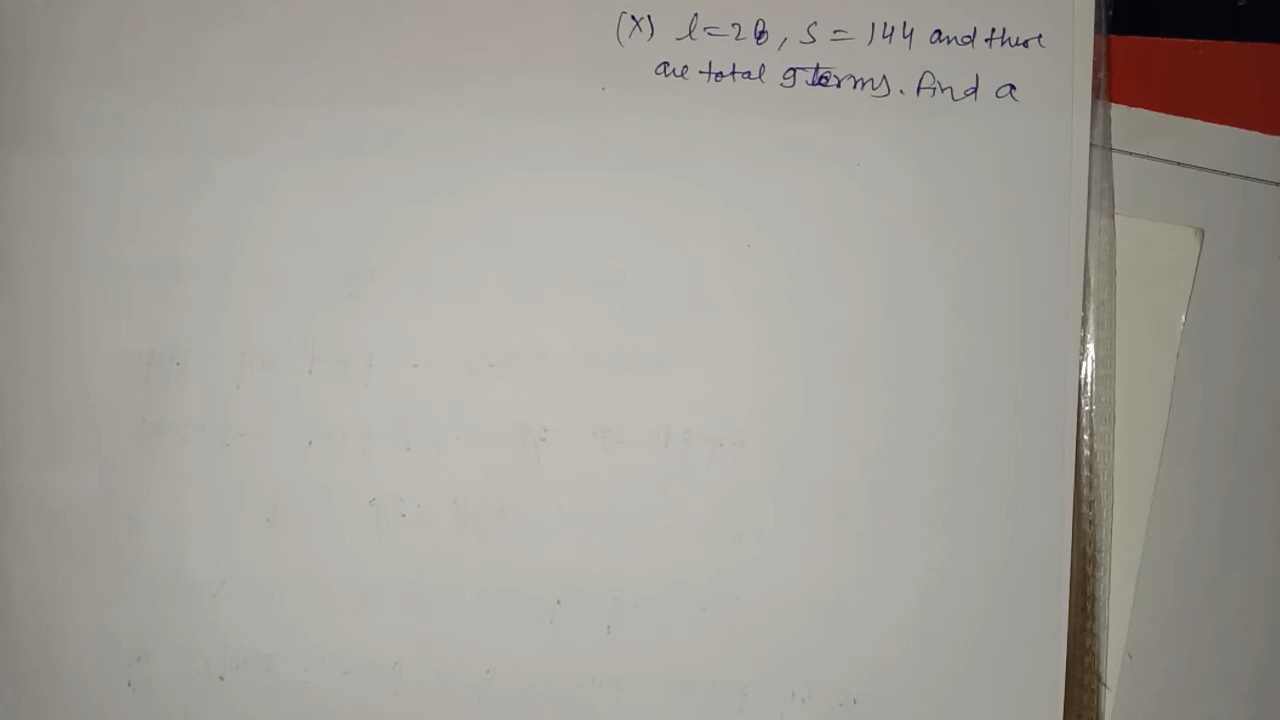 (X) l=28, S = 144 and there
are total 9 terms. find a